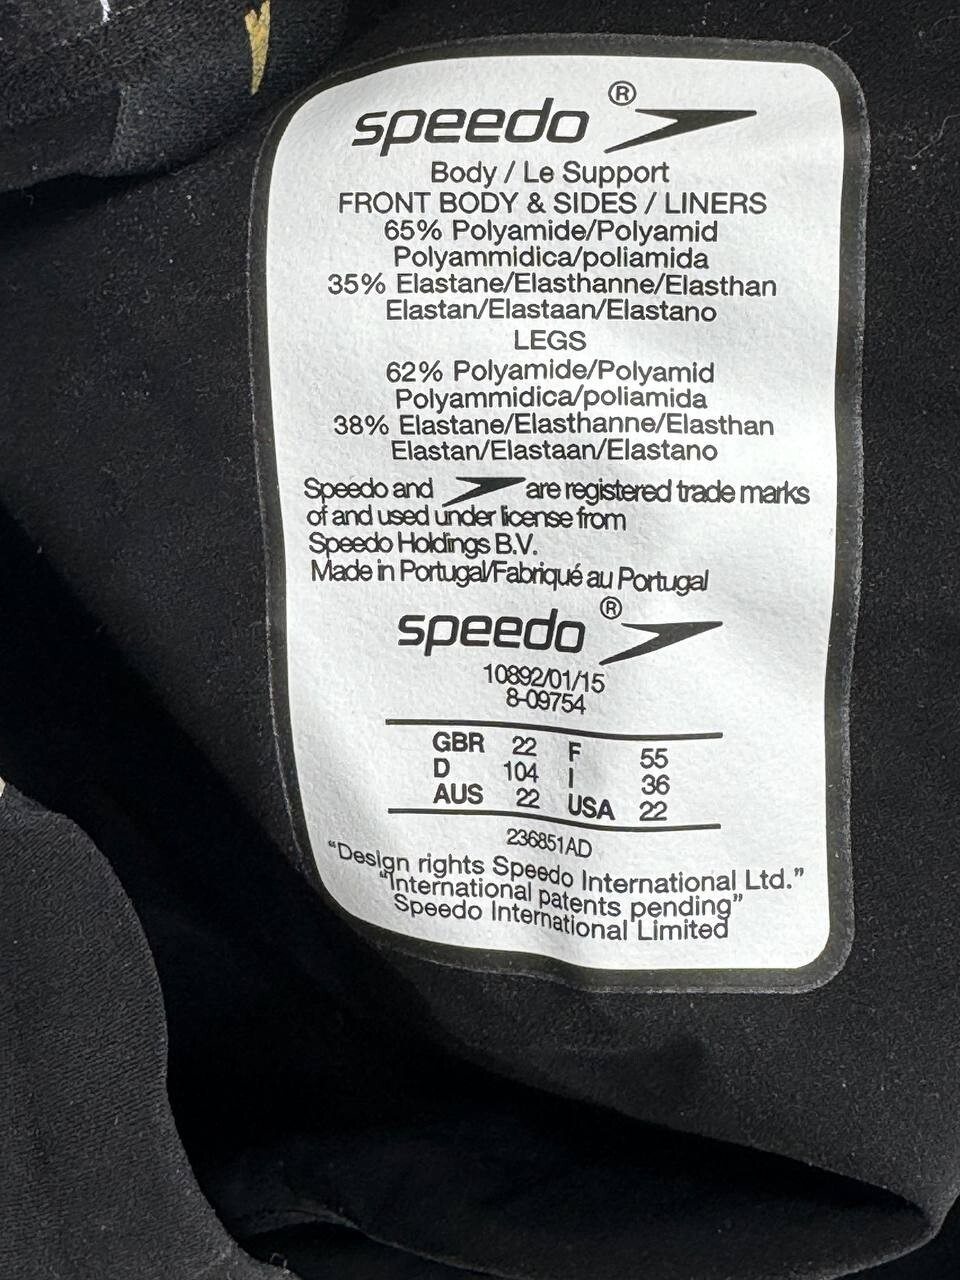 speedo®
Body / Le Support
FRONT BODY & SIDES / LINERS
65% Polyamide/Polyamid
Polyammidica/poliamida
35% Elastane/Elasthanne/Elasthan
Elastan/Elastaan/Elastano
LEGS
62% Polyamide/Polyamid
Polyammidica/poliamida
38% Elastane/Elasthanne/Elasthan
Elastan/Elastaan/Elastano
Speedo and are registered trade marks
of and used under license from
Speedo Holdings B.V.
Made in Portugal/Fabriqué au Portugal
speedo®
10892/01/15
8-09754
GBR 22 F 55
D 104 I 36
AUS 22 USA 22
236851AD
"Design rights Speedo International Ltd."
"International patents pending"
Speedo International Limited